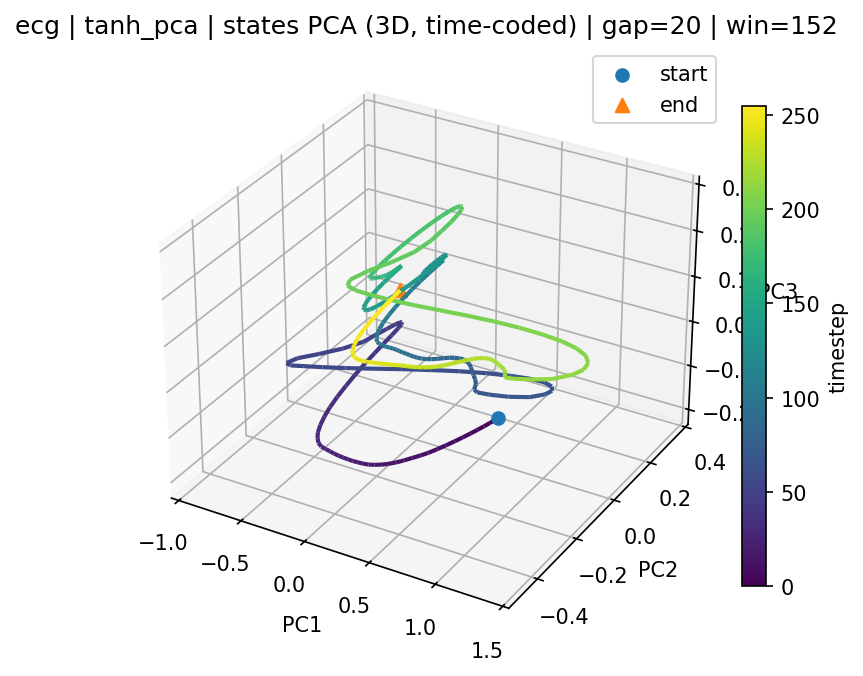 ecg | tanh_pca | states PCA (3D, time-coded) | gap=20 | win=152
start
end
250
200
150
100
50
0
timestep
PC3
0.1
0.4
0.2
0.0
−0.2
−0.4
PC2
−1.0
−0.5
0.0
0.5
1.0
1.5
PC1